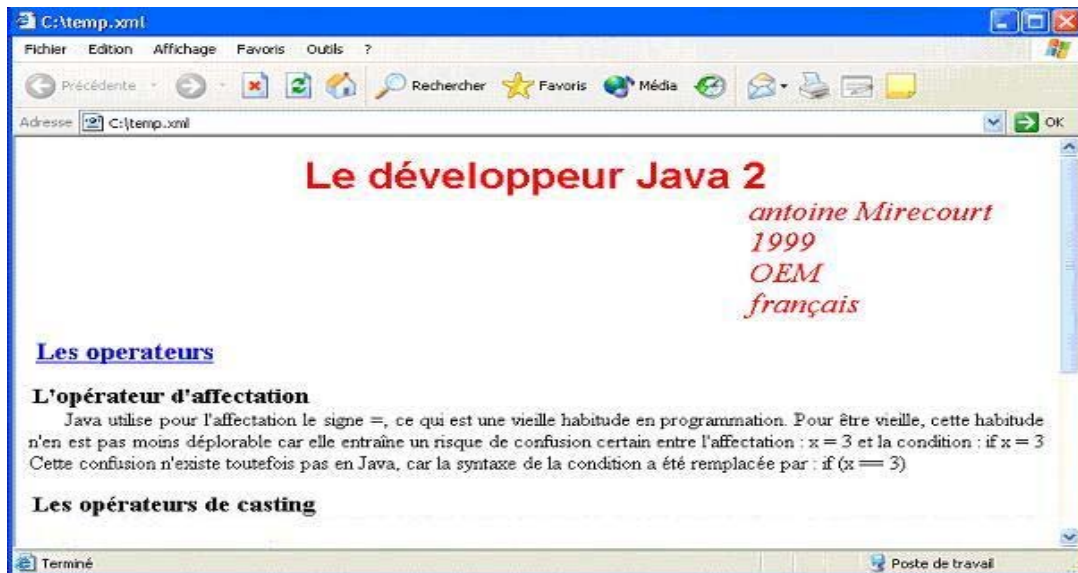 C:\temp.xml
Fichier Edition Affichage Favoris Outils ?
Précédente Rechercher Favoris Média
Adresse C:\temp.xml OK
Le développeur Java 2
antoine Mirecourt
1999
OEM
français
Les operateurs
L'opérateur d'affectation
Java utilise pour l'affectation le signe =, ce qui est une vieille habitude en programmation. Pour être vieille, cette habitude
n'en est pas moins déplorable car elle entraîne un risque de confusion certain entre l'affectation : x = 3 et la condition : if x = 3
Cette confusion n'existe toutefois pas en Java, car la syntaxe de la condition a été remplacée par : if (x == 3)
Les opérateurs de casting
Terminé Poste de travail